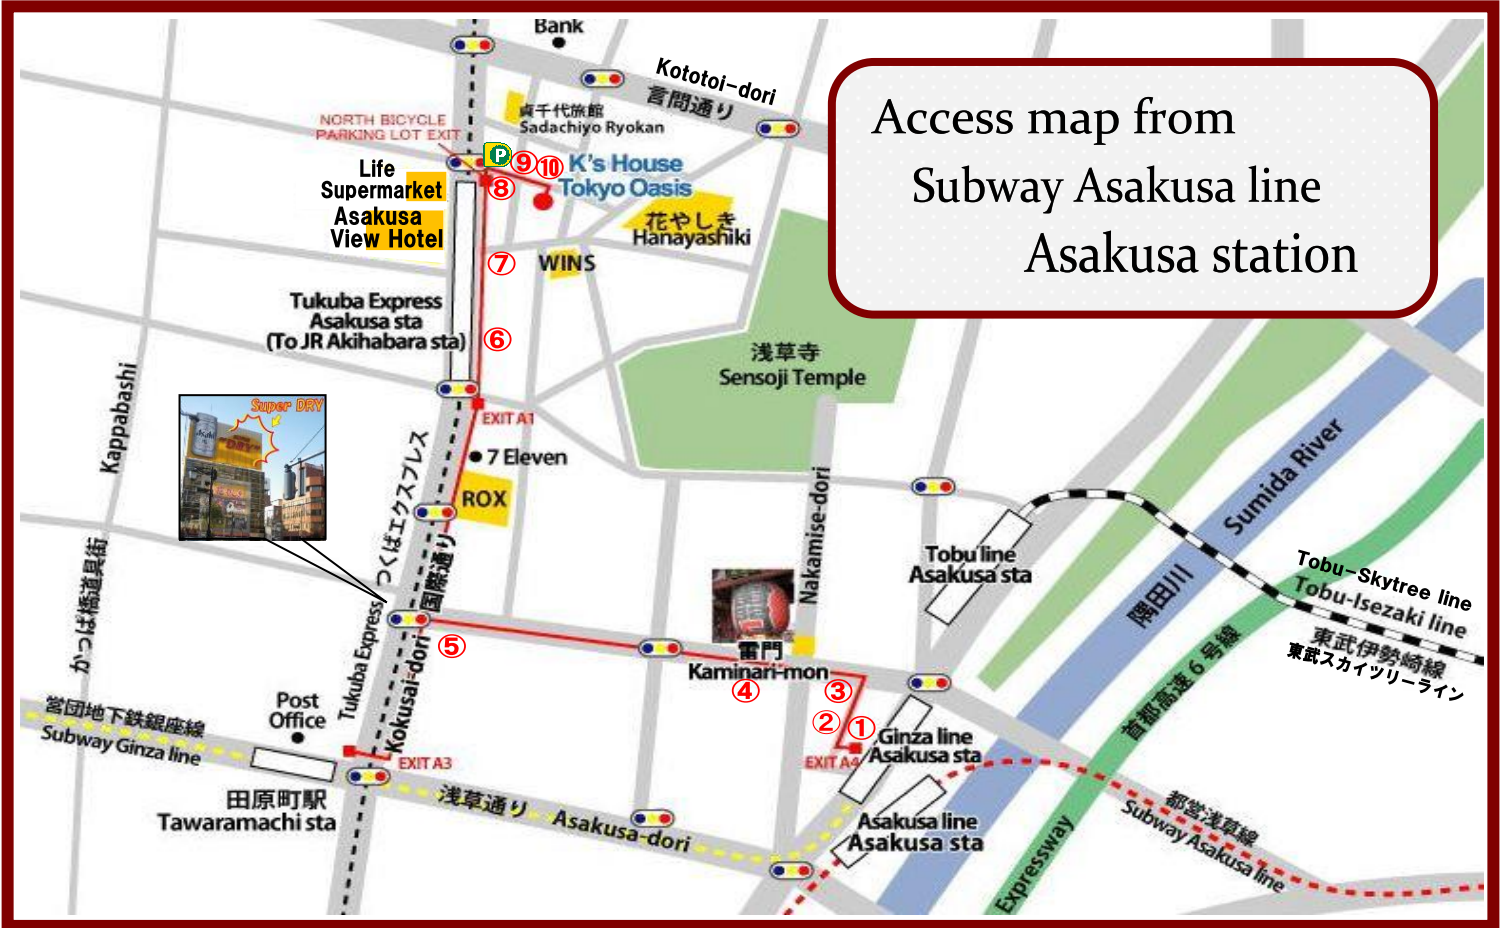 Bank
Kototoi-dori
言問通り
Access map from
Subway Asakusa line
Asakusa station
貞千代旅館
Sadachiyo Ryokan
NORTH BICYCLE
PARKING LOT EXIT
P
⑨
⑩
K's House
Tokyo Oasis
⑧
Life
Supermarket
Asakusa
View Hotel
花やしき
Hanayashiki
⑦
WINS
Tukuba Express
Asakusa sta
(To JR Akihabara sta)
⑥
浅草寺
Sensoji Temple
Kappabashi
かっぱ橋道具街
Super DRY
Asahi
EXIT A1
7 Eleven
ROX
つくばエクスプレス
Tukuba Express
国際通り
Kokusai-dori
Nakamise-dori
Sumida River
隅田川
Tobu line
Asakusa sta
Tobu-Skytree line
Tobu-Isezaki line
東武伊勢崎線
東武スカイツリーライン
首都高速 6 号線
Expressway
⑤
雷門
Kaminari-mon
④
③
②
①
EXIT A4
Ginza line
Asakusa sta
Post
Office
営団地下鉄銀座線
Subway Ginza line
EXIT A3
田原町駅
Tawaramachi sta
浅草通り
Asakusa-dori
Asakusa line
Asakusa sta
都営浅草線
Subway Asakusa line